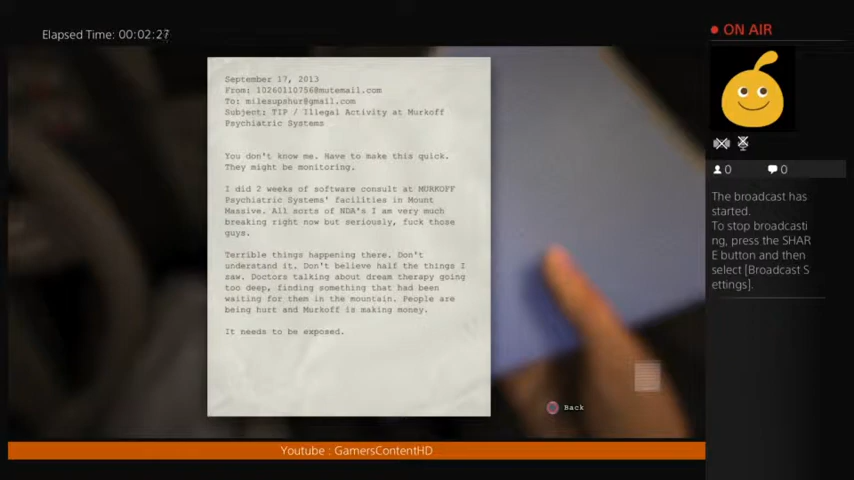 Elapsed Time: 00:02:27
ON AIR
September 17, 2013
From: 10260110756@mutemail.com
To: milesupshur@gmail.com
Subject: TIP / Illegal Activity at Murkoff
Psychiatric Systems
You don't know me. Have to make this quick.
They might be monitoring.
I did 2 weeks of software consult at MURKOFF
Psychiatric Systems' facilities in Mount
Massive. All sorts of NDA's I am very much
breaking right now but seriously, fuck those
guys.
Terrible things happening there. Don't
understand it. Don't believe half the things I
saw. Doctors talking about dream therapy going
too deep, finding something that had been
waiting for them in the mountain. People are
being hurt and Murkoff is making money.
It needs to be exposed.
Back
0 0
The broadcast has
started.
To stop broadcasti
ng, press the SHAR
E button and then
select [Broadcast S
ettings].
Youtube : GamersContentHD